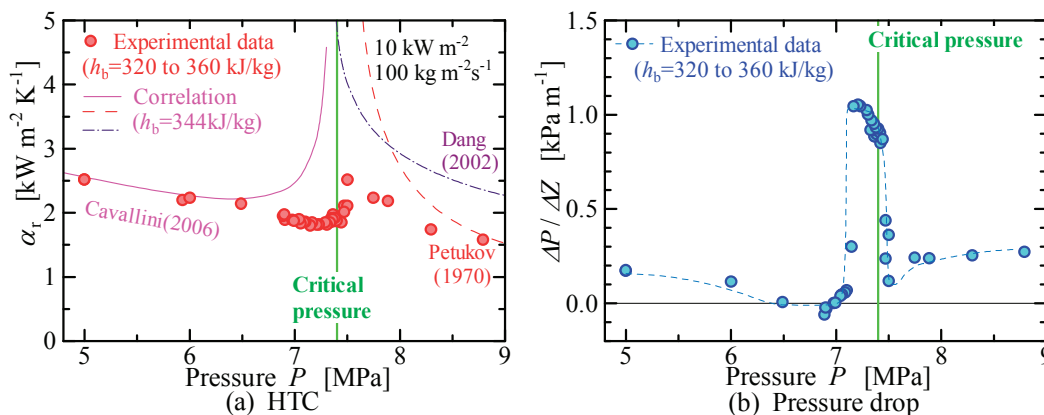 5
4
3
2
1
0
αr [kW m-2 K-1]
Experimental data
(hb=320 to 360 kJ/kg)
Correlation
(hb=344kJ/kg)
10 kW m-2
100 kg m-2s-1
Dang
(2002)
Cavallini(2006)
Petukov
(1970)
Critical
pressure
5 6 7 8 9
Pressure P [MPa]
(a) HTC
1.5
1.0
0.5
0.0
ΔP / ΔZ [kPa m-1]
Critical pressure
Experimental data
(hb=320 to 360 kJ/kg)
5 6 7 8 9
Pressure P [MPa]
(b) Pressure drop